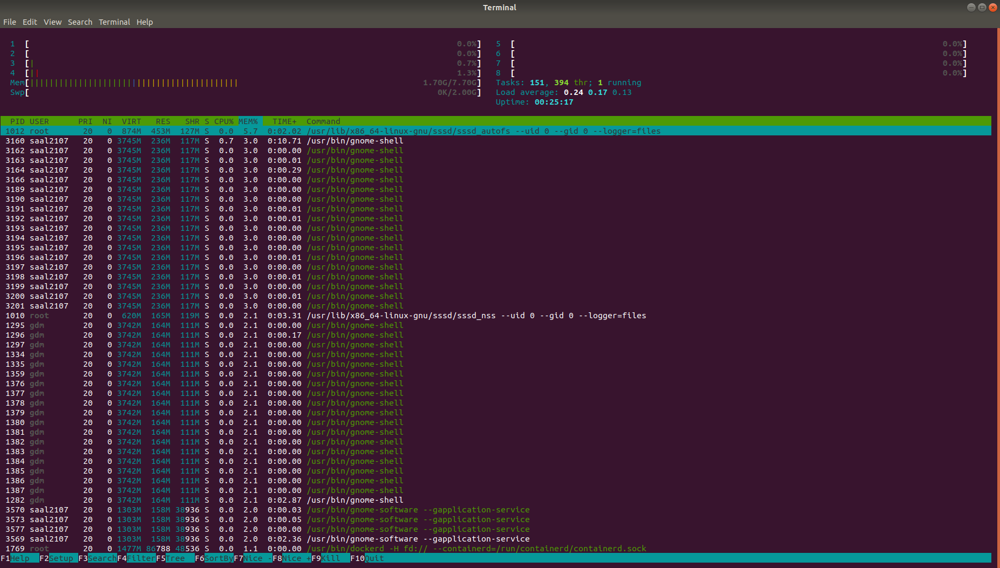 Terminal
File Edit View Search Terminal Help
1 [ 0.0%] 5 [ 0.0%]
2 [ 0.0%] 6 [ 0.0%]
3 [| 0.7%] 7 [ 0.0%]
4 [|| 1.3%] 8 [ 0.0%]
Mem[||||||||||||||||||||||||||||||||||||||||||| 1.70G/7.70G] Tasks: 151, 394 thr; 1 running
Swp[ 0K/2.00G] Load average: 0.24 0.17 0.13
Uptime: 00:25:17
PID USER PRI NI VIRT RES SHR S CPU% MEM% TIME+ Command
1012 root 20 0 874M 453M 127M S 0.0 5.7 0:02.02 /usr/lib/x86_64-linux-gnu/sssd/sssd_autofs --uid 0 --gid 0 --logger=files
3160 saal2107 20 0 3745M 236M 117M S 0.7 3.0 0:10.71 /usr/bin/gnome-shell
3162 saal2107 20 0 3745M 236M 117M S 0.0 3.0 0:00.00 /usr/bin/gnome-shell
3163 saal2107 20 0 3745M 236M 117M S 0.0 3.0 0:00.01 /usr/bin/gnome-shell
3164 saal2107 20 0 3745M 236M 117M S 0.0 3.0 0:00.29 /usr/bin/gnome-shell
3166 saal2107 20 0 3745M 236M 117M S 0.0 3.0 0:00.00 /usr/bin/gnome-shell
3189 saal2107 20 0 3745M 236M 117M S 0.0 3.0 0:00.00 /usr/bin/gnome-shell
3190 saal2107 20 0 3745M 236M 117M S 0.0 3.0 0:00.00 /usr/bin/gnome-shell
3191 saal2107 20 0 3745M 236M 117M S 0.0 3.0 0:00.01 /usr/bin/gnome-shell
3192 saal2107 20 0 3745M 236M 117M S 0.0 3.0 0:00.01 /usr/bin/gnome-shell
3193 saal2107 20 0 3745M 236M 117M S 0.0 3.0 0:00.00 /usr/bin/gnome-shell
3194 saal2107 20 0 3745M 236M 117M S 0.0 3.0 0:00.00 /usr/bin/gnome-shell
3195 saal2107 20 0 3745M 236M 117M S 0.0 3.0 0:00.00 /usr/bin/gnome-shell
3196 saal2107 20 0 3745M 236M 117M S 0.0 3.0 0:00.01 /usr/bin/gnome-shell
3197 saal2107 20 0 3745M 236M 117M S 0.0 3.0 0:00.00 /usr/bin/gnome-shell
3198 saal2107 20 0 3745M 236M 117M S 0.0 3.0 0:00.01 /usr/bin/gnome-shell
3199 saal2107 20 0 3745M 236M 117M S 0.0 3.0 0:00.00 /usr/bin/gnome-shell
3200 saal2107 20 0 3745M 236M 117M S 0.0 3.0 0:00.01 /usr/bin/gnome-shell
3201 saal2107 20 0 3745M 236M 117M S 0.0 3.0 0:00.00 /usr/bin/gnome-shell
1010 root 20 0 620M 165M 119M S 0.0 2.1 0:03.31 /usr/lib/x86_64-linux-gnu/sssd/sssd_nss --uid 0 --gid 0 --logger=files
1295 gdm 20 0 3742M 164M 111M S 0.0 2.1 0:00.00 /usr/bin/gnome-shell
1296 gdm 20 0 3742M 164M 111M S 0.0 2.1 0:00.17 /usr/bin/gnome-shell
1297 gdm 20 0 3742M 164M 111M S 0.0 2.1 0:00.00 /usr/bin/gnome-shell
1334 gdm 20 0 3742M 164M 111M S 0.0 2.1 0:00.00 /usr/bin/gnome-shell
1335 gdm 20 0 3742M 164M 111M S 0.0 2.1 0:00.00 /usr/bin/gnome-shell
1359 gdm 20 0 3742M 164M 111M S 0.0 2.1 0:00.00 /usr/bin/gnome-shell
1376 gdm 20 0 3742M 164M 111M S 0.0 2.1 0:00.00 /usr/bin/gnome-shell
1377 gdm 20 0 3742M 164M 111M S 0.0 2.1 0:00.00 /usr/bin/gnome-shell
1378 gdm 20 0 3742M 164M 111M S 0.0 2.1 0:00.00 /usr/bin/gnome-shell
1379 gdm 20 0 3742M 164M 111M S 0.0 2.1 0:00.00 /usr/bin/gnome-shell
1380 gdm 20 0 3742M 164M 111M S 0.0 2.1 0:00.00 /usr/bin/gnome-shell
1381 gdm 20 0 3742M 164M 111M S 0.0 2.1 0:00.00 /usr/bin/gnome-shell
1382 gdm 20 0 3742M 164M 111M S 0.0 2.1 0:00.00 /usr/bin/gnome-shell
1383 gdm 20 0 3742M 164M 111M S 0.0 2.1 0:00.00 /usr/bin/gnome-shell
1384 gdm 20 0 3742M 164M 111M S 0.0 2.1 0:00.00 /usr/bin/gnome-shell
1385 gdm 20 0 3742M 164M 111M S 0.0 2.1 0:00.00 /usr/bin/gnome-shell
1386 gdm 20 0 3742M 164M 111M S 0.0 2.1 0:00.00 /usr/bin/gnome-shell
1387 gdm 20 0 3742M 164M 111M S 0.0 2.1 0:00.00 /usr/bin/gnome-shell
1282 gdm 20 0 3742M 164M 111M S 0.0 2.1 0:02.87 /usr/bin/gnome-shell
3570 saal2107 20 0 1303M 158M 38936 S 0.0 2.0 0:00.03 /usr/bin/gnome-software --gapplication-service
3573 saal2107 20 0 1303M 158M 38936 S 0.0 2.0 0:00.05 /usr/bin/gnome-software --gapplication-service
3577 saal2107 20 0 1303M 158M 38936 S 0.0 2.0 0:00.00 /usr/bin/gnome-software --gapplication-service
3569 saal2107 20 0 1303M 158M 38936 S 0.0 2.0 0:02.36 /usr/bin/gnome-software --gapplication-service
1769 root 20 0 1477M 86788 48536 S 0.0 1.1 0:00.00 /usr/bin/dockerd -H fd:// --containerd=/run/containerd/containerd.sock
F1Help F2Setup F3SearchF4FilterF5Tree F6SortByF7Nice -F8Nice +F9Kill F10Quit